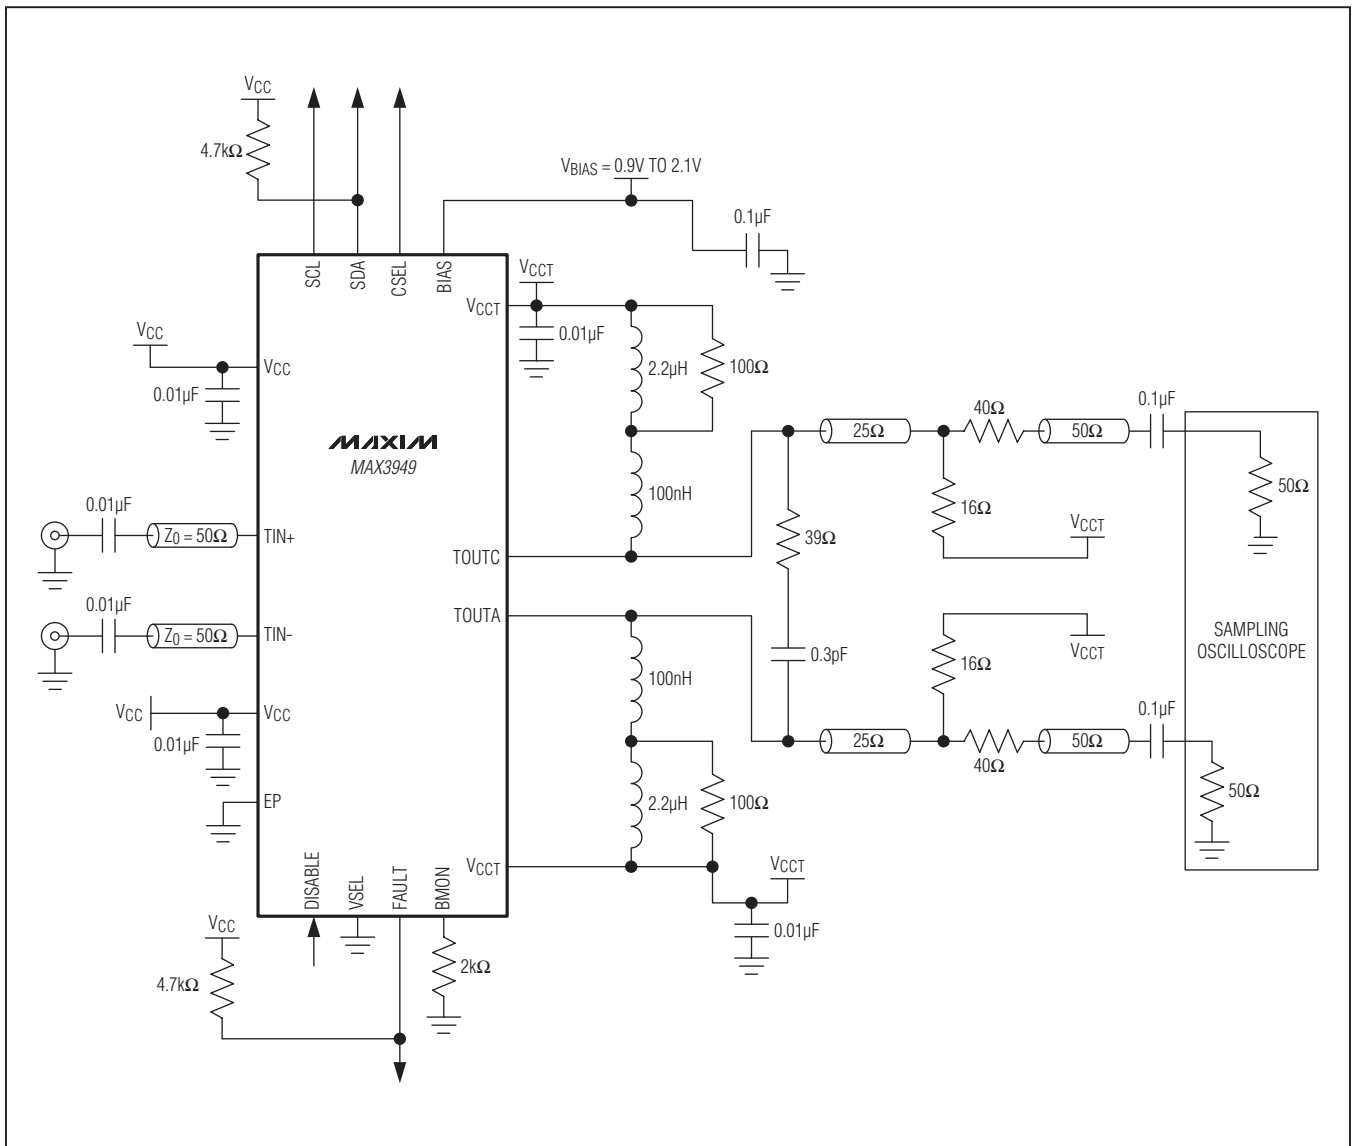 VCC
4.7kΩ
VBIAS = 0.9V TO 2.1V
0.1µF
SCL
SDA
CSEL
BIAS
VCCT
VCCT
0.01µF
2.2µH
100Ω
VCC
VCC
0.01µF
MAXIM
MAX3949
100nH
25Ω
40Ω
50Ω
0.1µF
50Ω
16Ω
VCCT
39Ω
0.01µF
Z0 = 50Ω
TIN+
TOUTC
TOUTA
0.01µF
Z0 = 50Ω
TIN-
100nH
0.3pF
16Ω
VCCT
SAMPLING
OSCILLOSCOPE
VCC
VCC
0.01µF
25Ω
40Ω
50Ω
0.1µF
50Ω
2.2µH
100Ω
EP
VCCT
VCCT
0.01µF
DISABLE
VSEL
FAULT
BMON
VCC
4.7kΩ
2kΩ